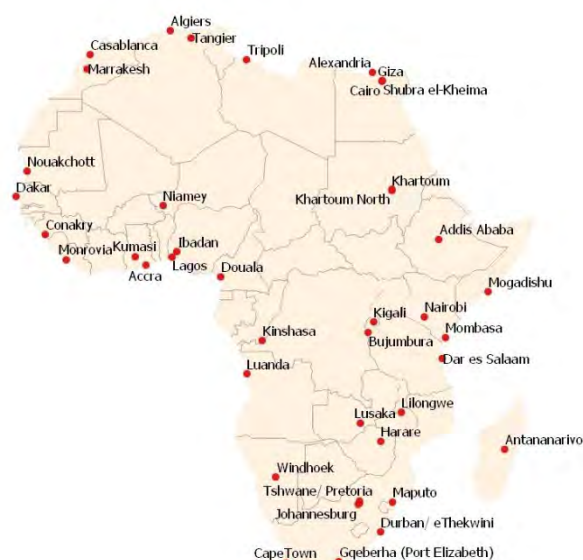 Algiers
Tangier
Casablanca
Tripoli
Marrakesh
Alexandria
Giza
Cairo Shubra el-Kheima
Nouakchott
Khartoum
Dakar
Niamey
Khartoum North
Conakry
Addis Ababa
Monrovia
Kumasi
Ibadan
Accra
Lagos
Douala
Mogadishu
Kigali
Nairobi
Kinshasa
Mombasa
Bujumbura
Dar es Salaam
Luanda
Lilongwe
Lusaka
Harare
Antananarivo
Windhoek
Tshwane/ Pretoria
Maputo
Johannesburg
Durban/ eThekwini
CapeTown
Gqeberha (Port Elizabeth)